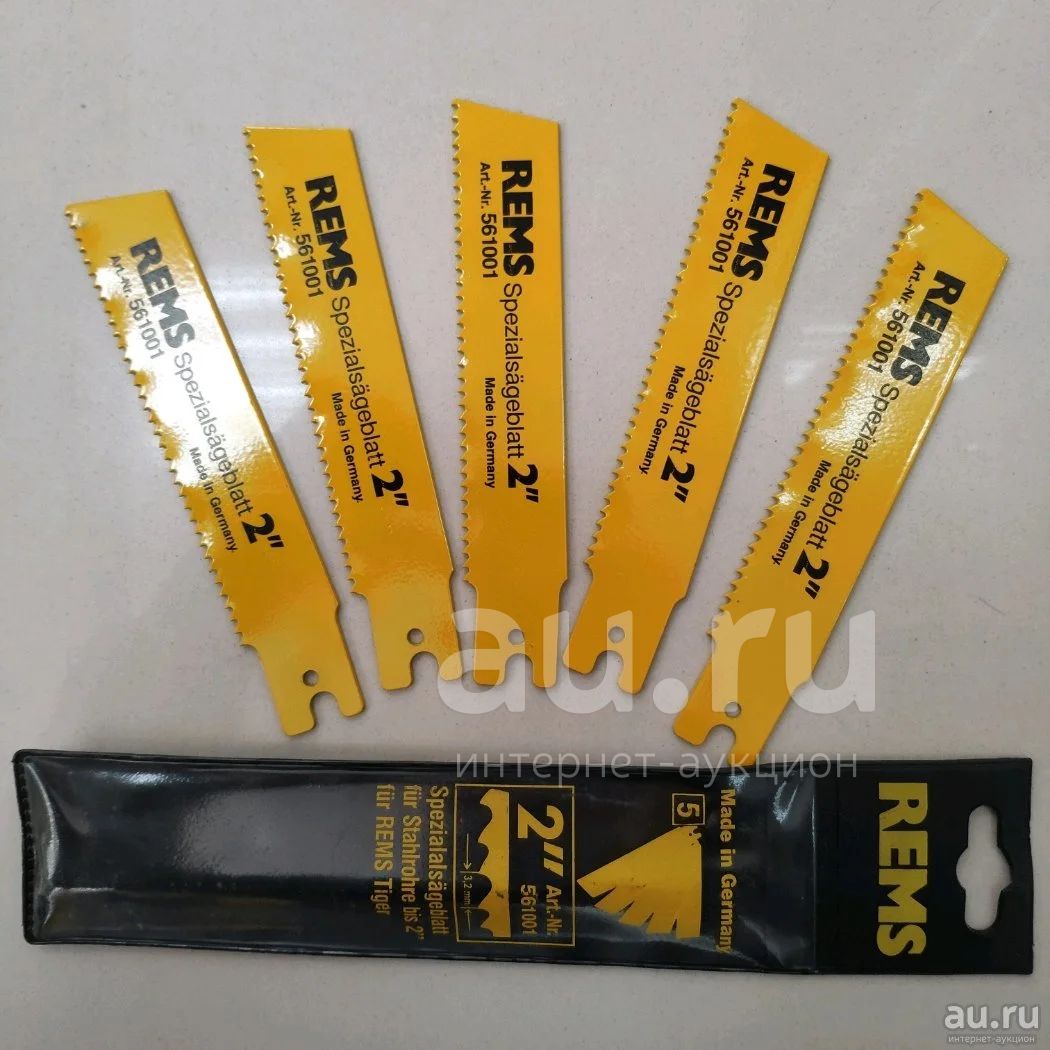 REMS Spezialsägeblatt 2"
Art.-Nr. 561001
Made in Germany.
REMS Spezialsägeblatt 2"
Art.-Nr. 561001
Made in Germany
REMS Spezialsägeblatt 2"
Art.-Nr. 561001
Made in Germany
REMS Spezialsägeblatt 2"
Art.-Nr. 561001
Made in Germany.
REMS Spezialsägeblatt 2"
Art.-Nr. 561001
Made in Germany.
au.ru
интернет-аукцион
REMS
Made in Germany
5
2" Art.-Nr.
561001
3,2 mm
Spezialsägeblatt
für Stahlrohre bis 2"
für REMS Tiger
au.ru
интернет-аукцион